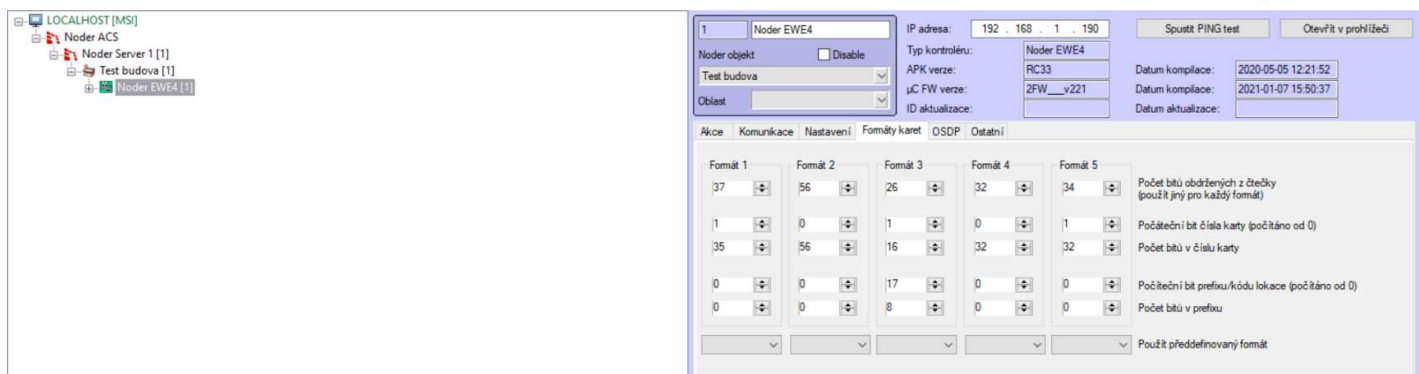 LOCALHOST [MSI]
Noder ACS
Noder Server 1 [1]
Test budova [1]
Noder EWE4 [1]
1 Noder EWE4
Noder objekt Disable
Test budova
Oblast
IP adresa: 192 . 168 . 1 . 190 Spustit PING test Otevřít v prohlížeči
Typ kontroléru: Noder EWE4
APK verze: RC33 Datum kompilace: 2020-05-05 12:21:52
µC FW verze: 2FW___v221 Datum kompilace: 2021-01-07 15:50:37
ID aktualizace: Datum aktualizace:
Akce Komunikace Nastavení Formáty karet OSDP Ostatní
Formát 1 Formát 2 Formát 3 Formát 4 Formát 5
37 56 26 32 34 Počet bitů obdržených z čtečky
(použít jiný pro každý formát)
1 0 1 0 1 Počáteční bit čísla karty (počítáno od 0)
35 56 16 32 32 Počet bitů v číslu karty
0 0 17 0 0 Počíteční bit prefixu/kódu lokace (počítáno od 0)
0 0 8 0 0 Počet bitů v prefixu
Použít předdefinovaný formát